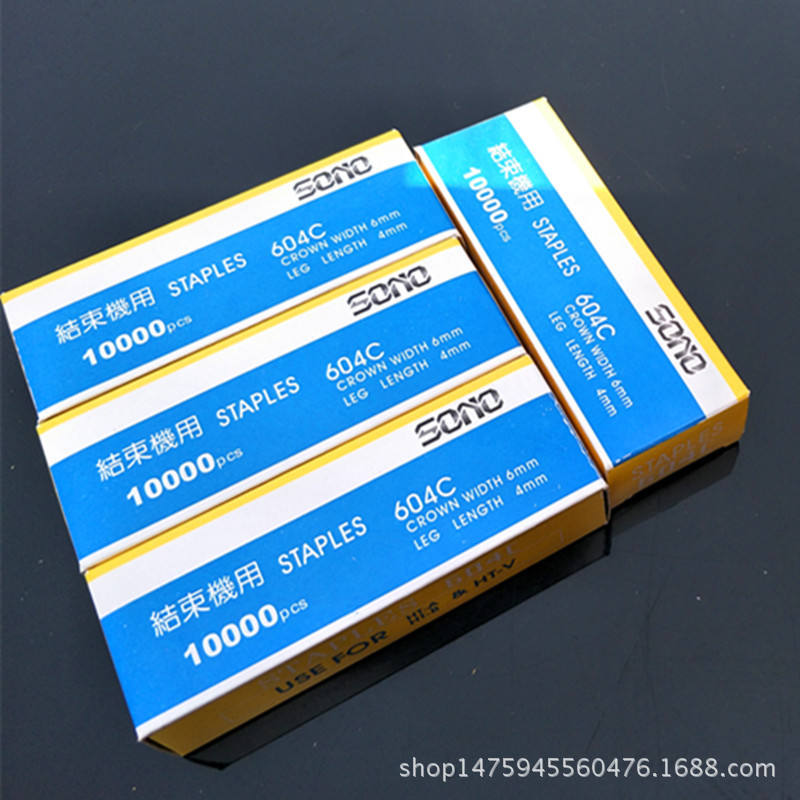 SONO
結束機用 STAPLES 604C
CROWN WIDTH 6mm
10000pcs
LEG LENGTH 4mm
SONO
結束機用 STAPLES 604C
CROWN WIDTH 6mm
10000pcs
LEG LENGTH 4mm
SONO
結束機用 STAPLES 604C
CROWN WIDTH 6mm
10000pcs
LEG LENGTH 4mm
STAPLES
USE FOR
& HT-V
SONO
結束機用 STAPLES 604C
CROWN WIDTH 6mm
10000pcs
LEG LENGTH 4mm
STAPLES
shop1475945560476.1688.com